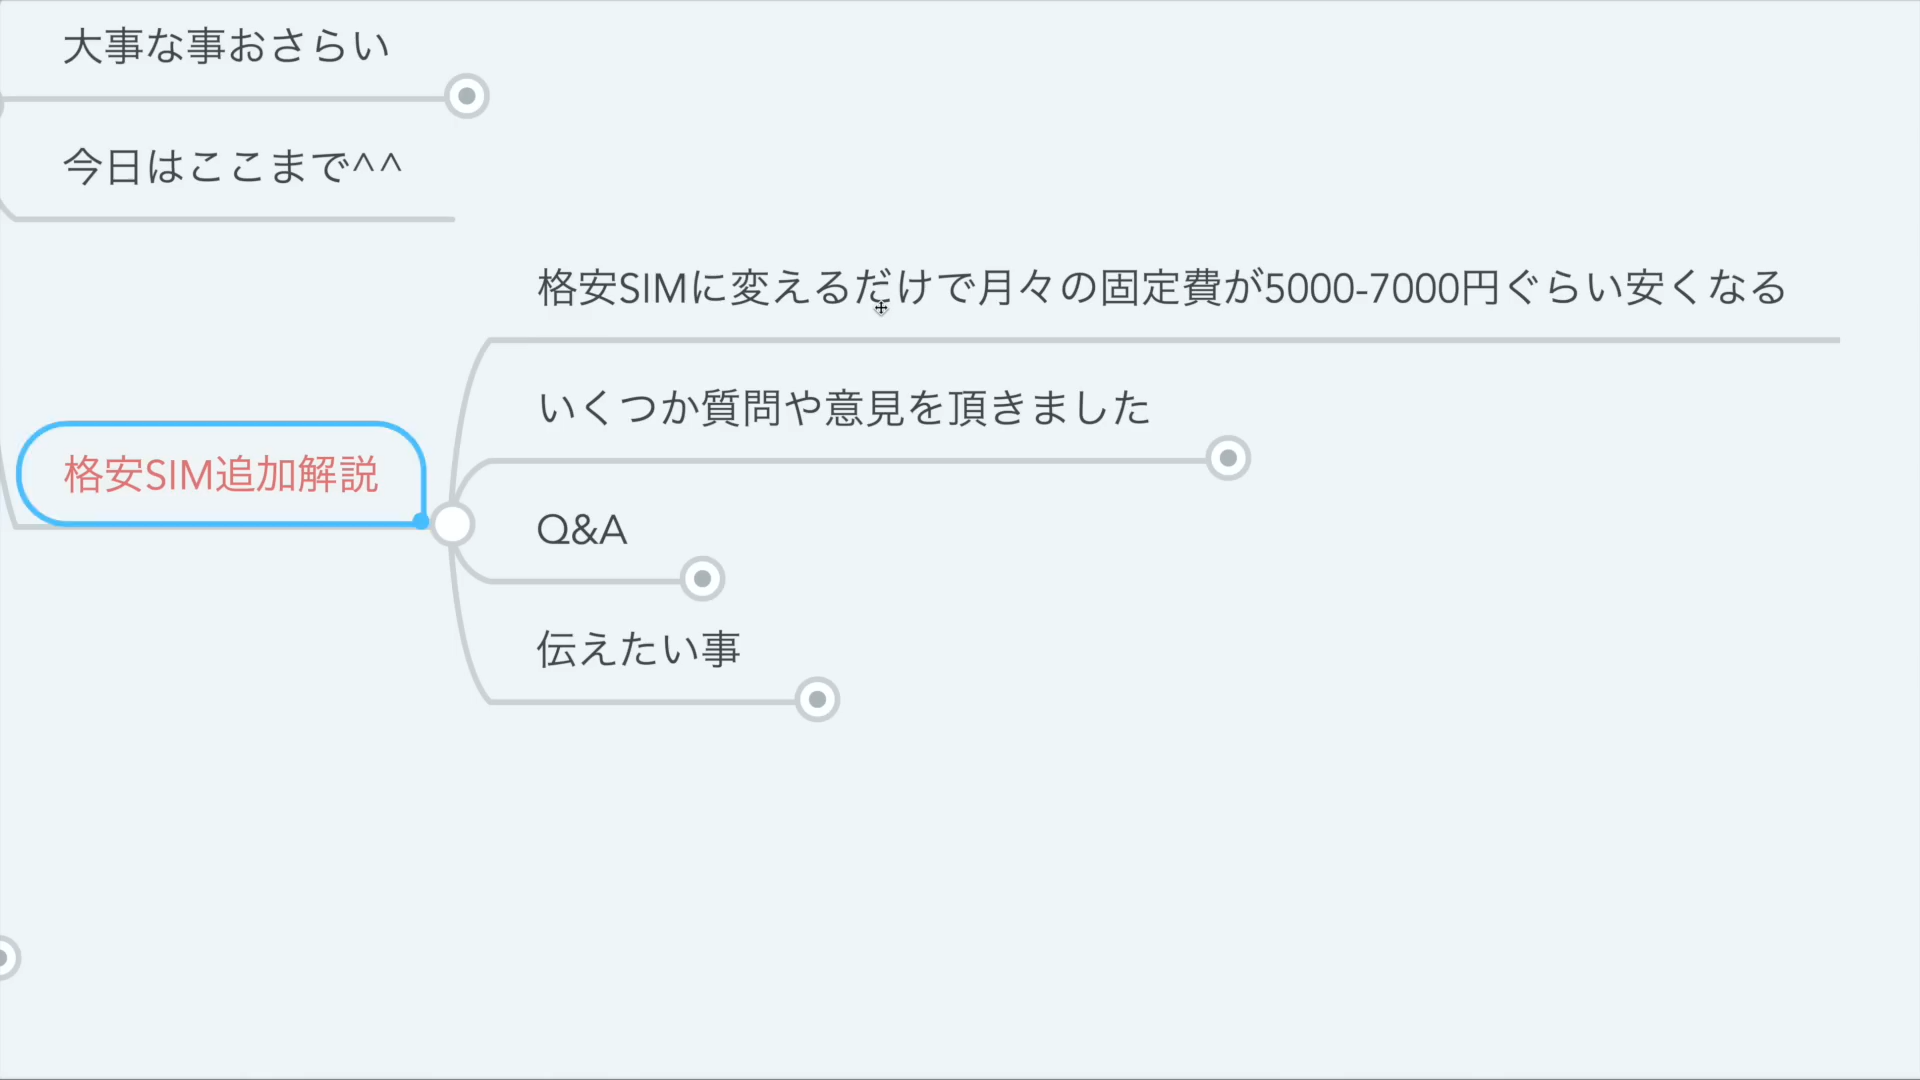 大事な事おさらい
今日はここまで^^
格安SIM追加解説
格安SIMに変えるだけで月々の固定費が5000-7000円ぐらい安くなる
いくつか質問や意見を頂きました
Q&A
伝えたい事